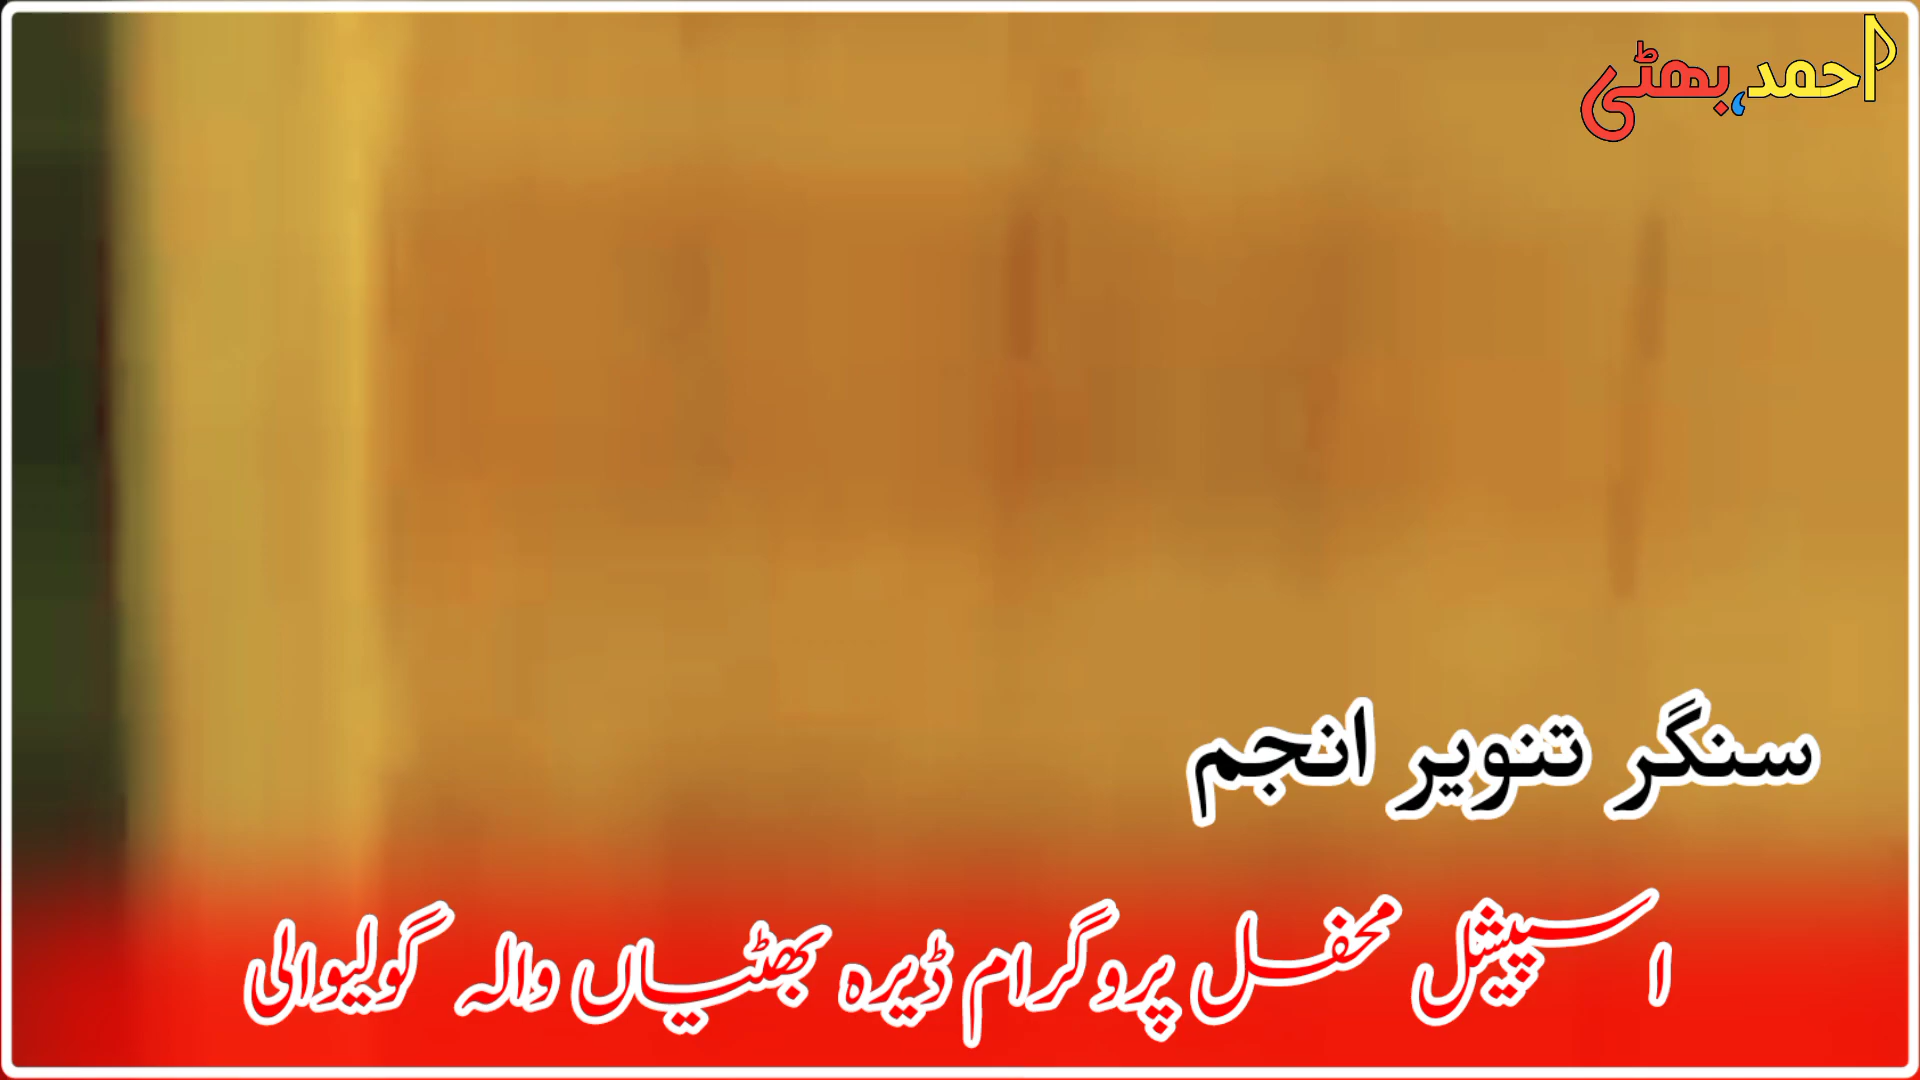 احمد بھٹی
سنگر تنویر انجم
اسپیشل محفل پروگرام ڈیرہ بھٹیاں والہ گولیوالی